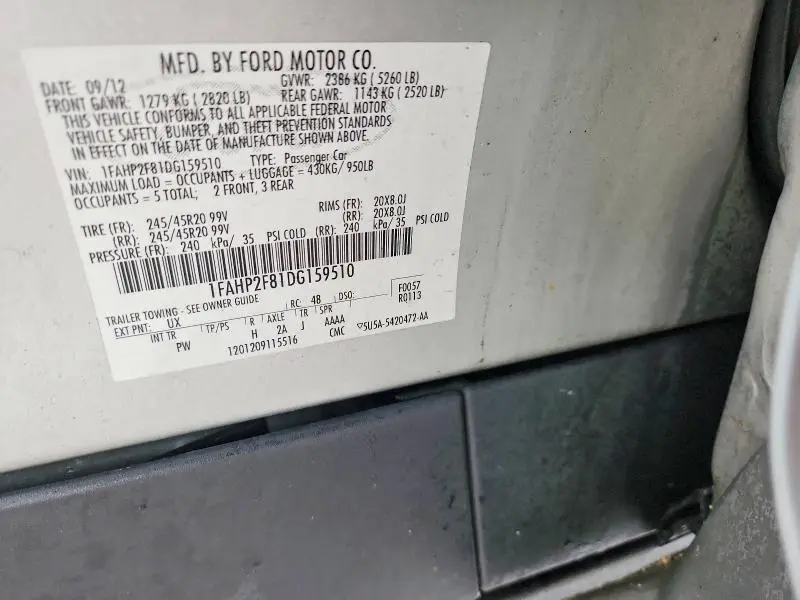 MFD. BY FORD MOTOR CO.
DATE: 09/12 GVWR: 2386 KG ( 5260 LB)
FRONT GAWR: 1279 KG ( 2820 LB) REAR GAWR: 1143 KG ( 2520 LB)
THIS VEHICLE CONFORMS TO ALL APPLICABLE FEDERAL MOTOR
VEHICLE SAFETY, BUMPER, AND THEFT PREVENTION STANDARDS
IN EFFECT ON THE DATE OF MANUFACTURE SHOWN ABOVE.
VIN: 1FAHP2F81DG159510 TYPE: Passenger Car
MAXIMUM LOAD = OCCUPANTS + LUGGAGE = 430KG/ 950LB
OCCUPANTS = 5 TOTAL; 2 FRONT, 3 REAR
TIRE (FR): 245/45R20 99V RIMS (FR): 20X8.0J
(RR): 245/45R20 99V (RR): 20X8.0J
PRESSURE (FR): 240 kPa/ 35 PSI COLD (RR): 240 kPa/ 35 PSI COLD
1FAHP2F81DG159510
TRAILER TOWING - SEE OWNER GUIDE RC: 48 DSO: F0057
EXT PNT: UX R0113
INT TR TP/PS R AXLE TR SPR
PW H 2A J AAAA
1201209115516 CMC ▽5U5A-5420472-AA